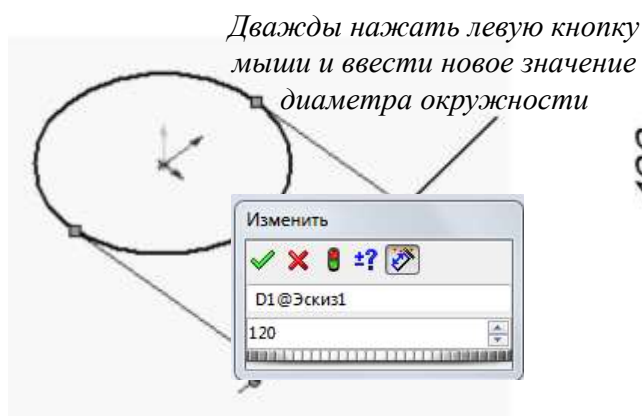 Дважды нажать левую кнопку
мыши и ввести новое значение
диаметра окружности
Изменить
±?
D1@Эскиз1
120